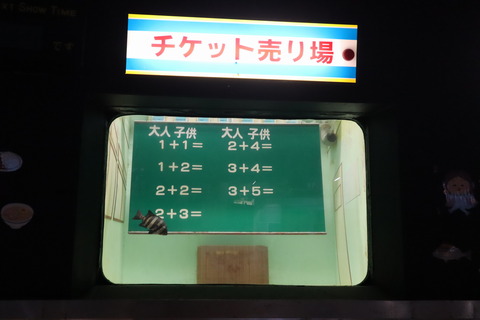 チケット売り場
大人 子供
1+1=
1+2=
2+2=
2+3=
大人 子供
2+4=
3+4=
3+5=